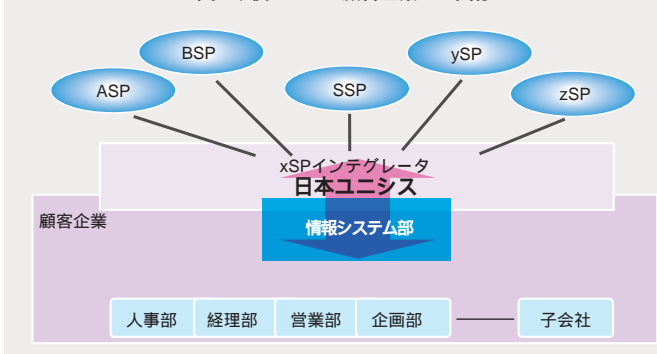 BSP
ySP
ASP
SSP
zSP
xSPインテグレータ
日本ユニシス
顧客企業
情報システム部
人事部
経理部
営業部
企画部
子会社